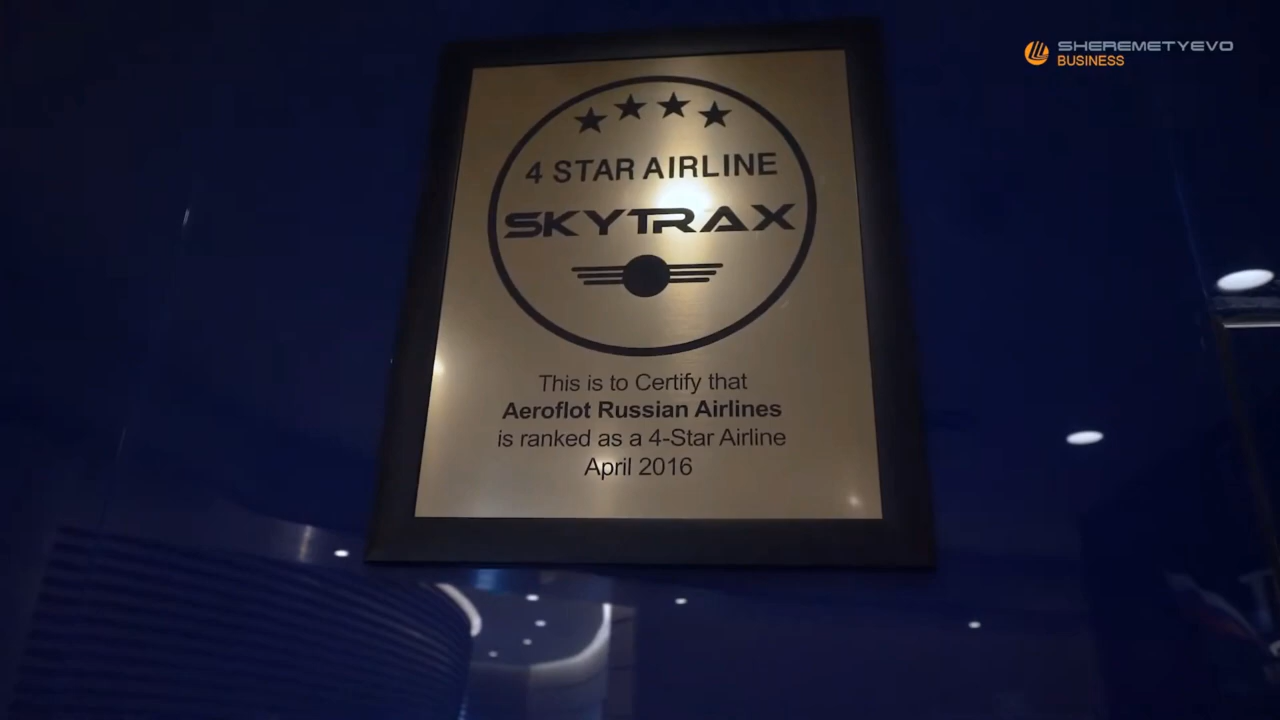 SHEREMETYEVO
BUSINESS
4 STAR AIRLINE
SKYTRAX
This is to Certify that
Aeroflot Russian Airlines
is ranked as a 4-Star Airline
April 2016